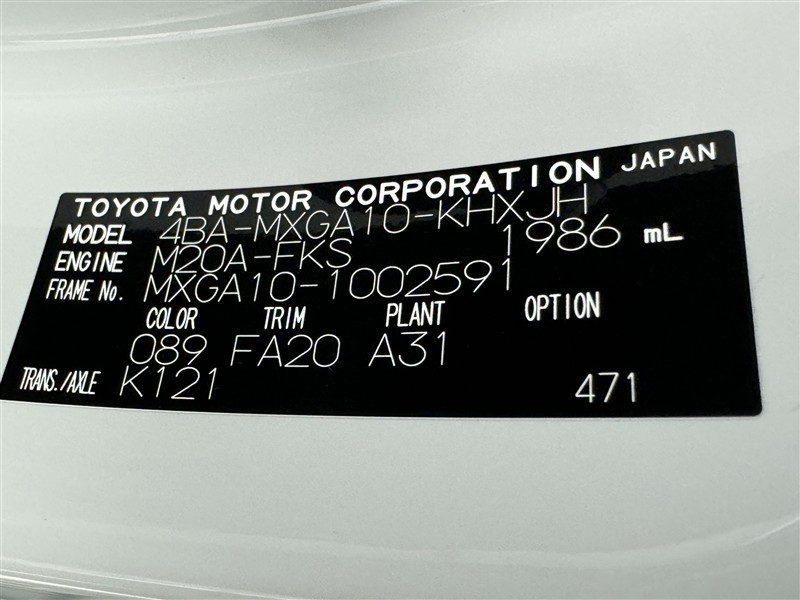 TOYOTA MOTOR CORPORATION JAPAN
MODEL 4BA-MXGA10-KHXJH
ENGINE M20A-FKS 1986 mL
FRAME No. MXGA10-1002591
COLOR TRIM PLANT OPTION
089 FA20 A31
TRANS./AXLE K121 471